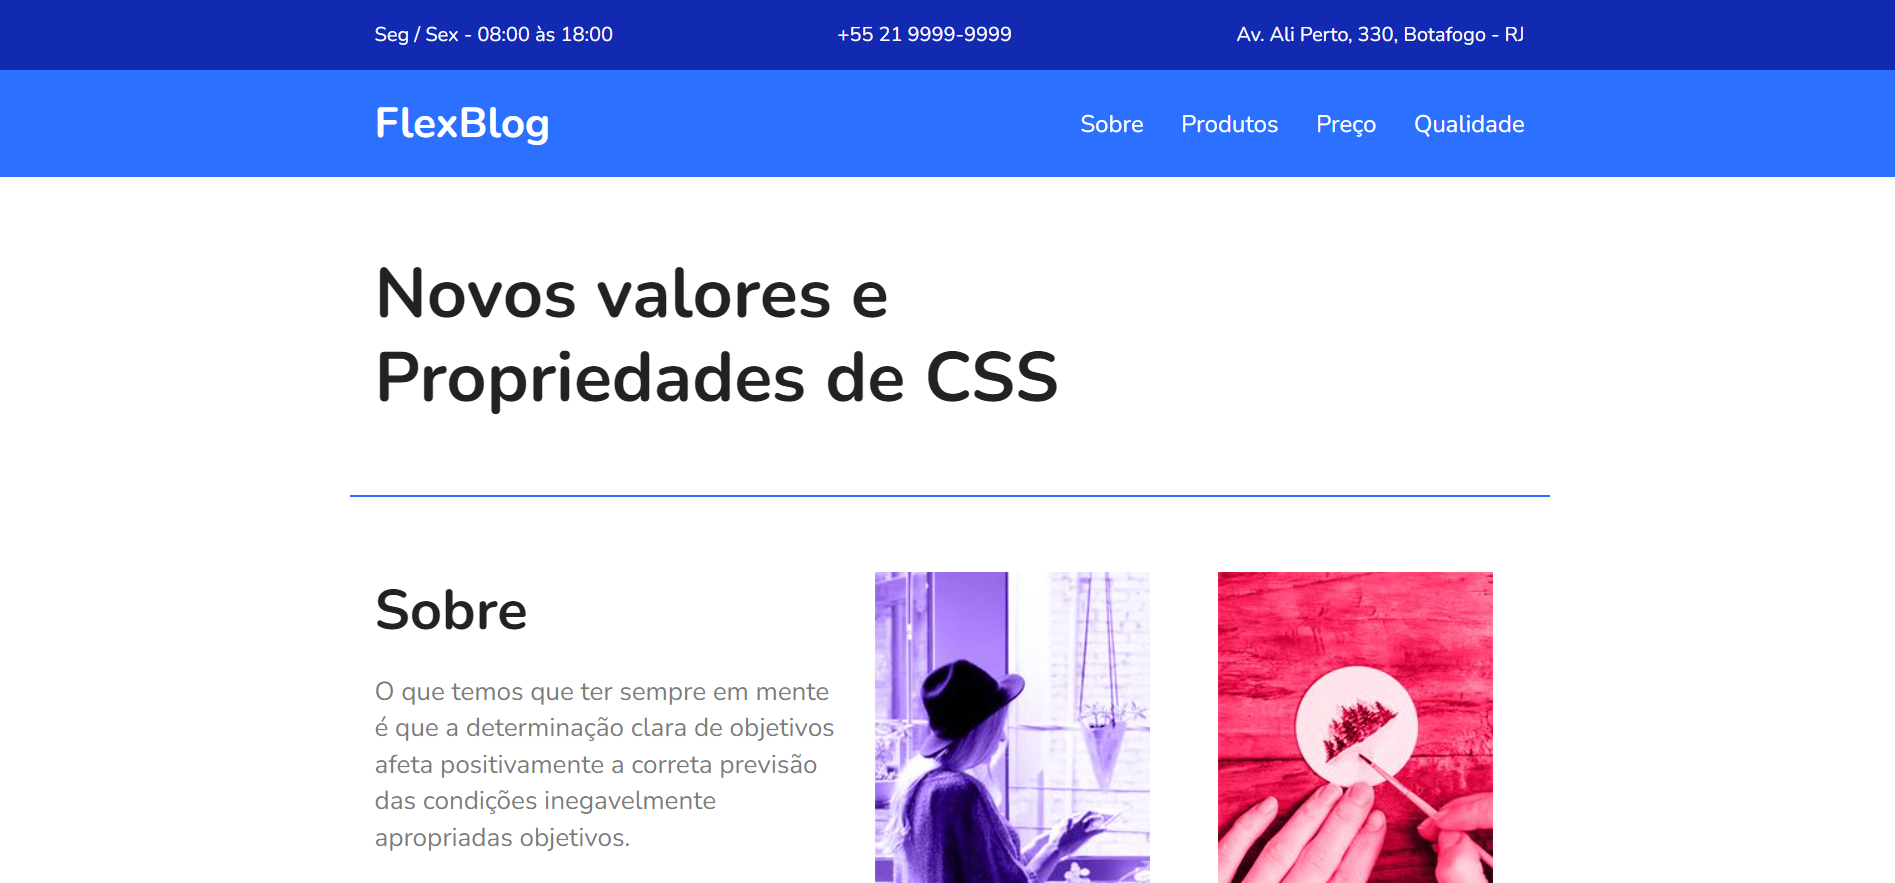 Seg / Sex - 08:00 às 18:00
+55 21 9999-9999
Av. Ali Perto, 330, Botafogo - RJ
FlexBlog
Sobre
Produtos
Preço
Qualidade
Novos valores e
Propriedades de CSS
Sobre
O que temos que ter sempre em mente
é que a determinação clara de objetivos
afeta positivamente a correta previsão
das condições inegavelmente
apropriadas objetivos.